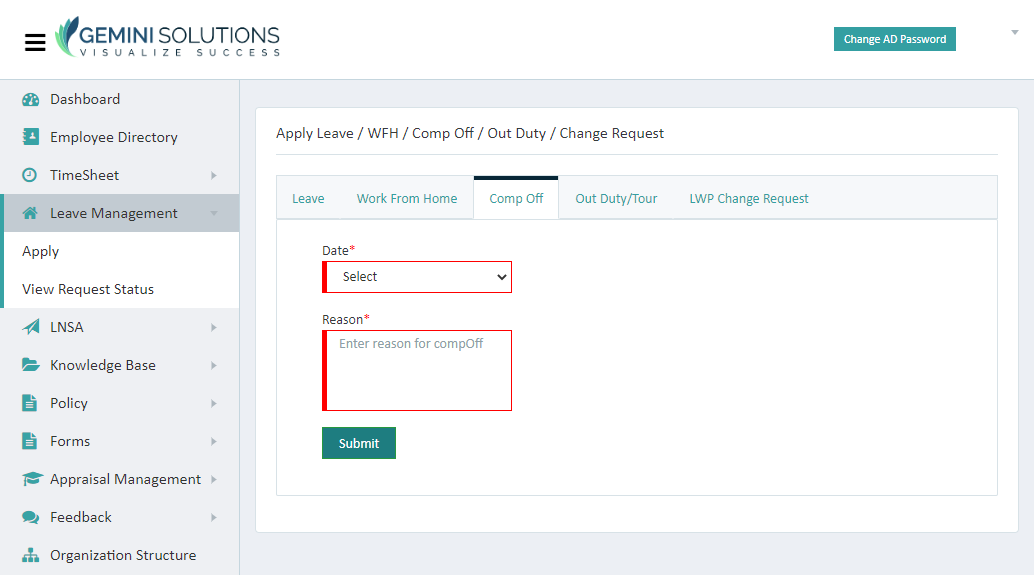 GEMINI SOLUTIONS
VISUALIZE SUCCESS
Change AD Password
Dashboard
Employee Directory
TimeSheet
Leave Management
Apply
View Request Status
LNSA
Knowledge Base
Policy
Forms
Appraisal Management
Feedback
Organization Structure
Apply Leave / WFH / Comp Off / Out Duty / Change Request
Leave Work From Home Comp Off Out Duty/Tour LWP Change Request
Date*
Select
Reason*
Enter reason for compOff
Submit